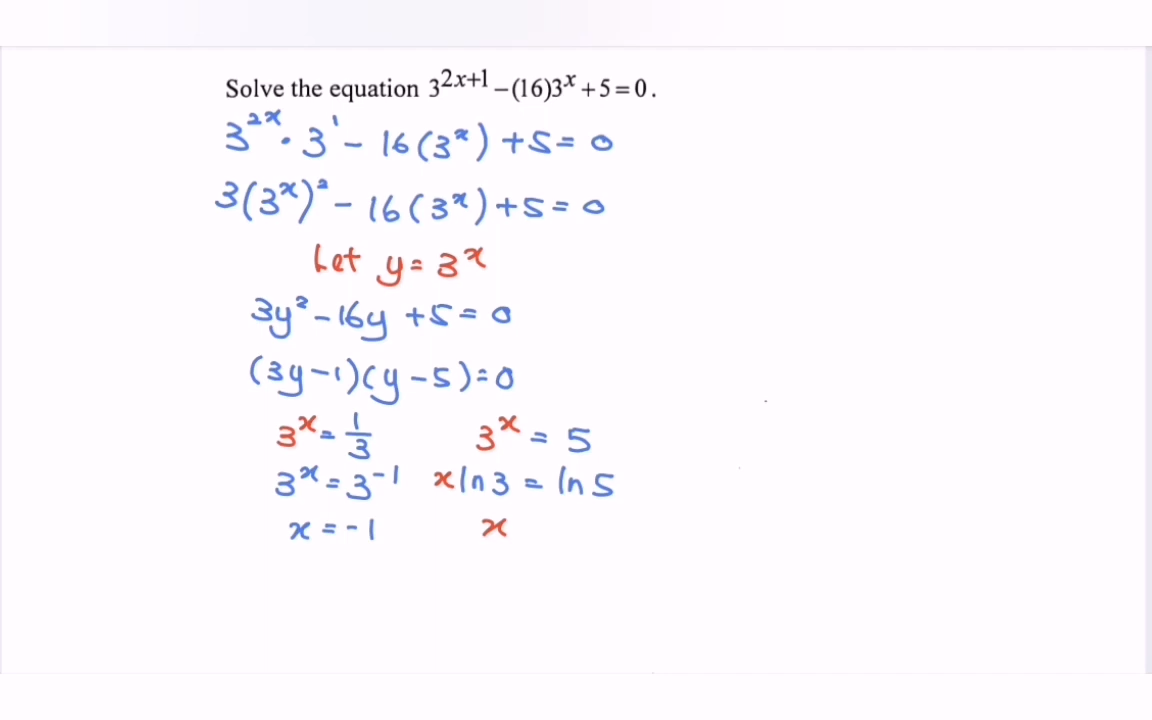 Solve the equation 3^{2x+1} − (16)3^x + 5 = 0.
3^{2x} · 3^1 − 16(3^x) + 5 = 0
3(3^x)^2 − 16(3^x) + 5 = 0
Let y = 3^x
3y^2 − 16y + 5 = 0
(3y − 1)(y − 5) = 0
3^x = 1/3    3^x = 5
3^x = 3^{−1}    x ln 3 = ln 5
x = −1    x